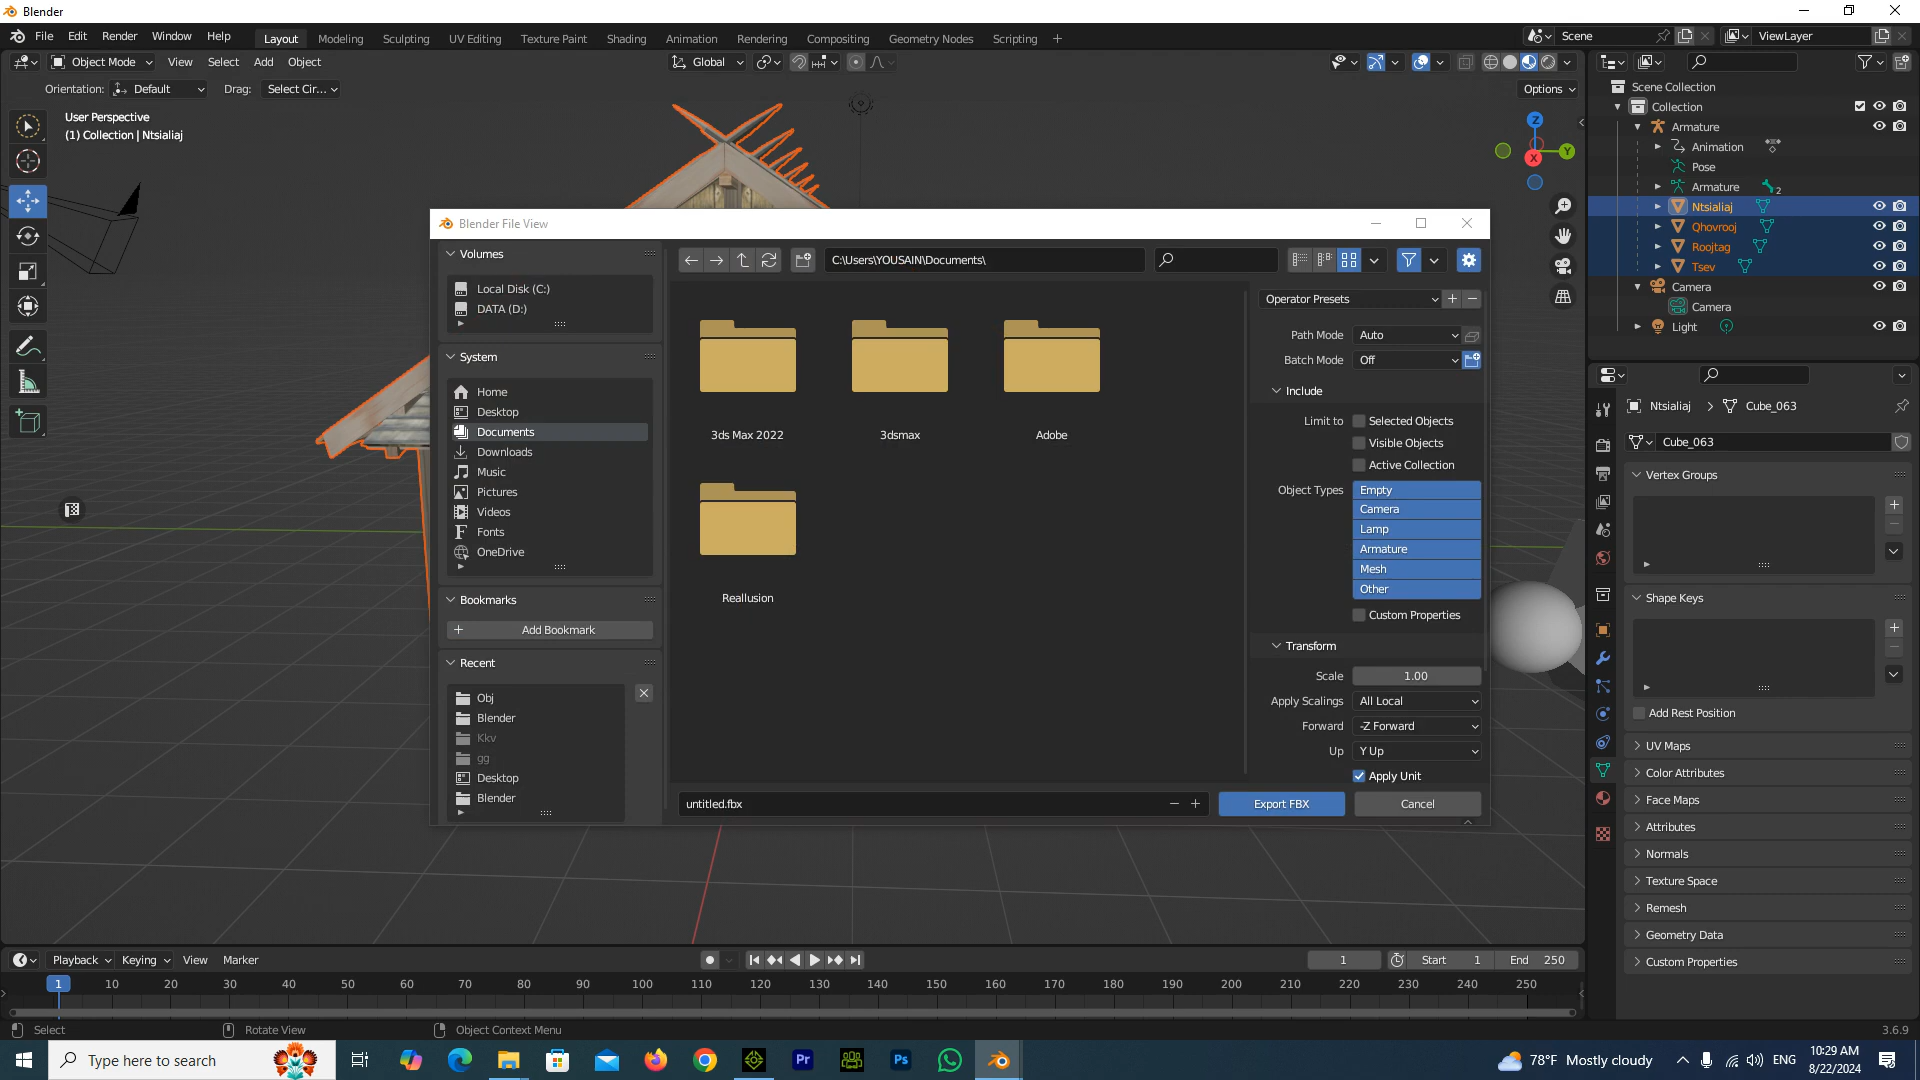 Blender
File Edit Render Window Help Layout Modeling Sculpting UV Editing Texture Paint Shading Animation Rendering Compositing Geometry Nodes Scripting + Scene ViewLayer
Object Mode View Select Add Object Global
Orientation: Default Drag: Select Cir... Options
User Perspective
(1) Collection | Ntsialiaj
Z
Y
X
Scene Collection
Collection
Armature
Animation
Pose
Armature 2
Ntsialiaj
Qhovrooj
Roojtag
Tsev
Camera
Camera
Light
Blender File View
Volumes
Local Disk (C:)
DATA (D:)
System
Home
Desktop
Documents
Downloads
Music
Pictures
Videos
Fonts
OneDrive
Bookmarks
Add Bookmark
Recent
Obj
Blender
Kkv
gg
Desktop
Blender
C:\Users\YOUSAIN\Documents\
3ds Max 2022
3dsmax
Adobe
Reallusion
Operator Presets
Path Mode Auto
Batch Mode Off
Include
Limit to Selected Objects
Visible Objects
Active Collection
Object Types Empty
Camera
Lamp
Armature
Mesh
Other
Custom Properties
Transform
Scale 1.00
Apply Scalings All Local
Forward -Z Forward
Up Y Up
Apply Unit
untitled.fbx
Export FBX Cancel
Ntsialiaj Cube_063
Cube_063
Vertex Groups
Shape Keys
Add Rest Position
UV Maps
Color Attributes
Face Maps
Attributes
Normals
Texture Space
Remesh
Geometry Data
Custom Properties
Playback Keying View Marker 1 Start 1 End 250
1 10 20 30 40 50 60 70 80 90 100 110 120 130 140 150 160 170 180 190 200 210 220 230 240 250
Select Rotate View Object Context Menu 3.6.9
Type here to search Pr Ps 78°F Mostly cloudy ENG 10:29 AM
8/22/2024